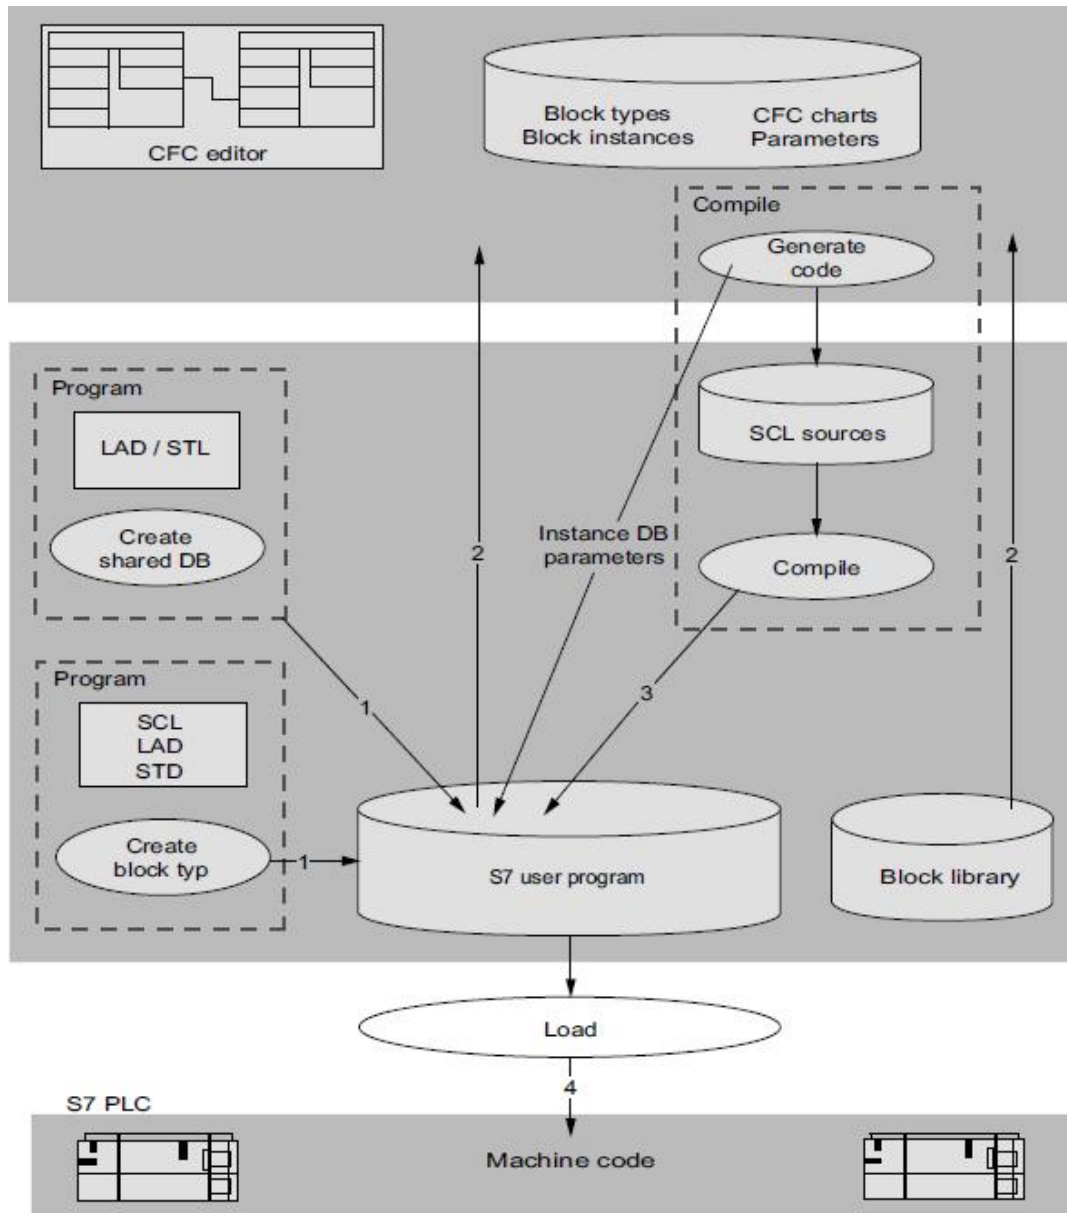 Block types
CFC charts
Block instances
Parameters
CFC editor
Compile
Generate
code
Program
LAD / STL
SCL sources
Create
shared DB
2
Instance DB
parameters
Compile
2
Program
1
3
SCL
LAD
STD
Create
block typ
1
S7 user program
Block library
Load
4
S7 PLC
Machine code